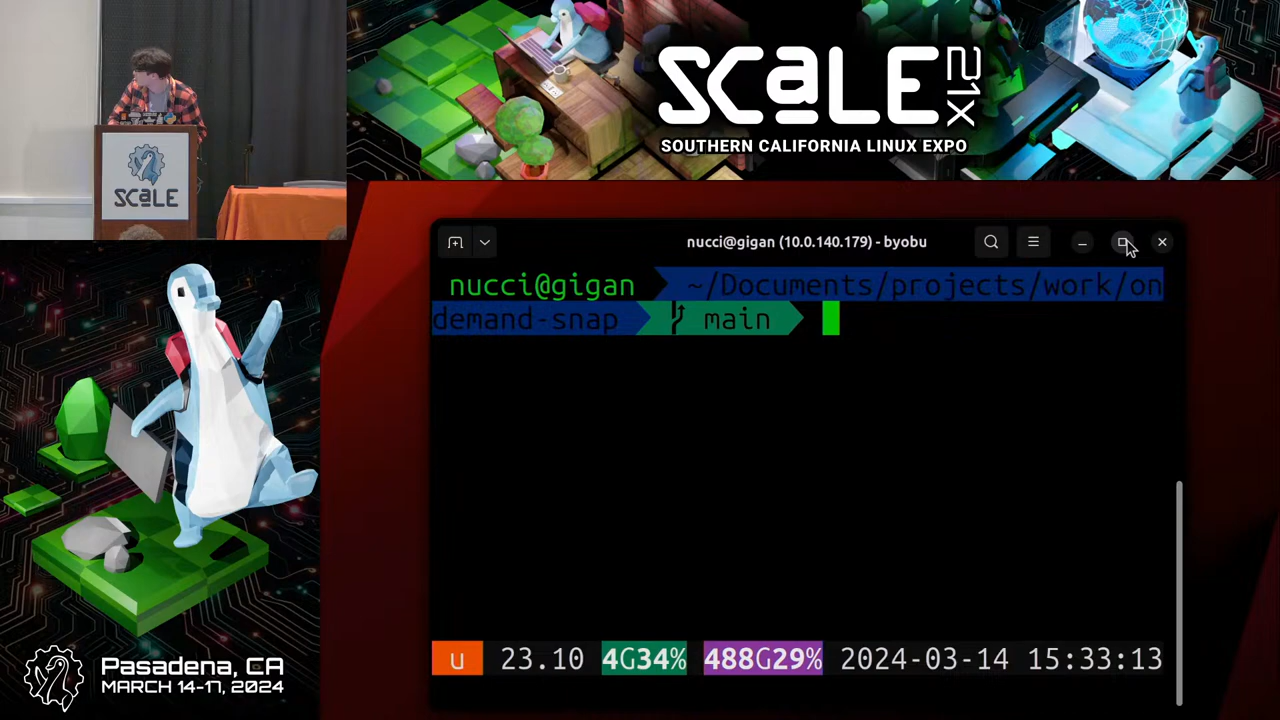 SCALE
21X
SOUTHERN CALIFORNIA LINUX EXPO
SCALE
nucci@gigan (10.0.140.179) - byobu
nucci@gigan ~/Documents/projects/work/on
demand-snap main
u 23.10 4G34% 488G29% 2024-03-14 15:33:13
Pasadena, CA
MARCH 14-17, 2024